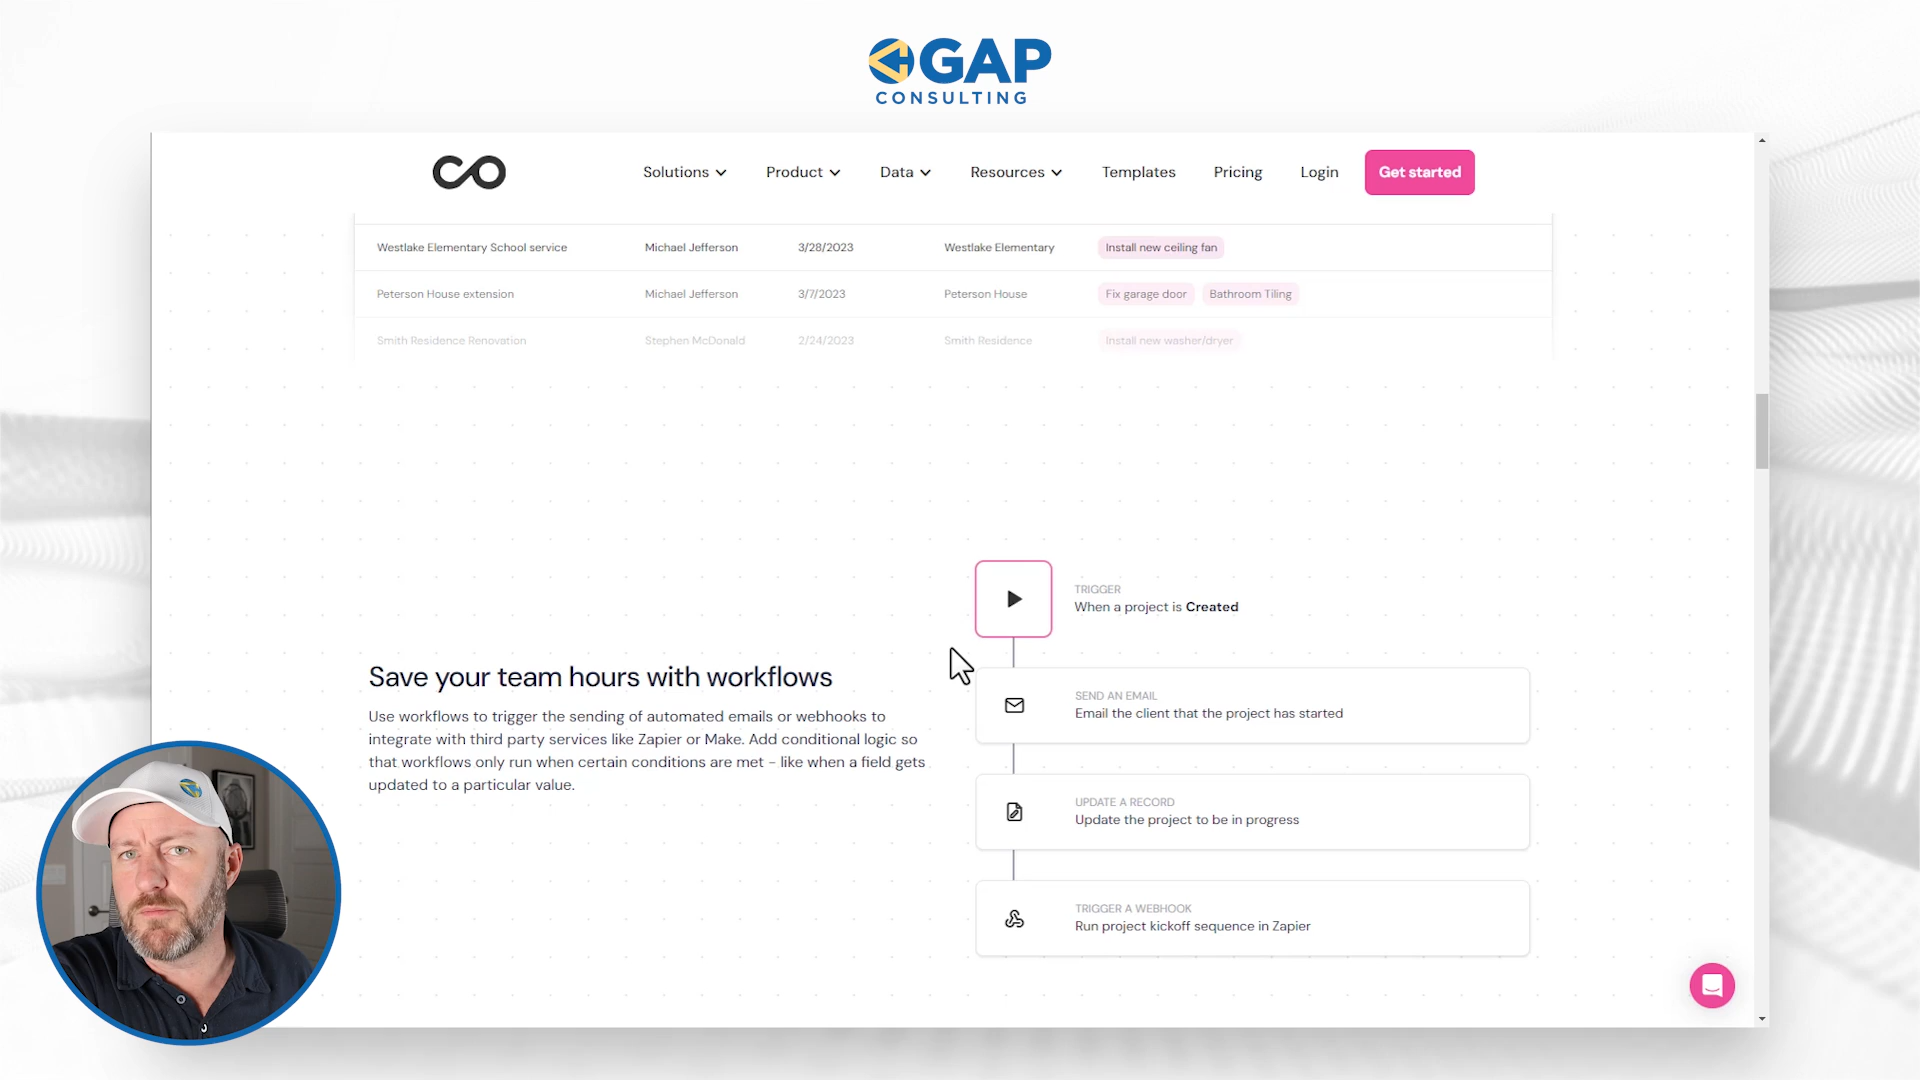 GAP
CONSULTING
Solutions Product Data Resources Templates Pricing Login Get started
Westlake Elementary School service Michael Jefferson 3/28/2023 Westlake Elementary Install new ceiling fan
Peterson House extension Michael Jefferson 3/7/2023 Peterson House Fix garage door Bathroom Tiling
Smith Residence Renovation Stephen McDonald 2/24/2023 Smith Residence Install new washer/dryer
TRIGGER
When a project is Created
Save your team hours with workflows
Use workflows to trigger the sending of automated emails or webhooks to
integrate with third party services like Zapier or Make. Add conditional logic so
that workflows only run when certain conditions are met - like when a field gets
updated to a particular value.
SEND AN EMAIL
Email the client that the project has started
UPDATE A RECORD
Update the project to be in progress
TRIGGER A WEBHOOK
Run project kickoff sequence in Zapier